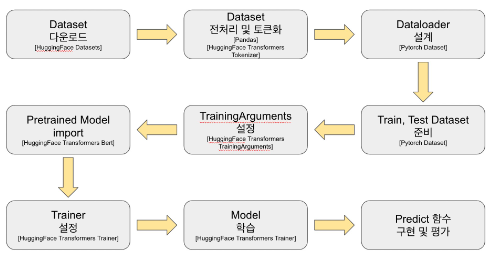 Dataset
다운로드
[HuggingFace Datasets]
Dataset
전처리 및 토큰화
[Pandas]
[HuggingFace Transformers
Tokenizer]
Dataloader
설계
[Pytorch Dataset]
Train, Test Dataset
준비
[Pytorch Dataset]
TrainingArguments
설정
[HuggingFace Transformers
TrainingArguments]
Pretrained Model
import
[HuggingFace Transformers Bert]
Trainer
설정
[HuggingFace Transformers Trainer]
Model
학습
[HuggingFace Transformers Trainer]
Predict 함수
구현 및 평가